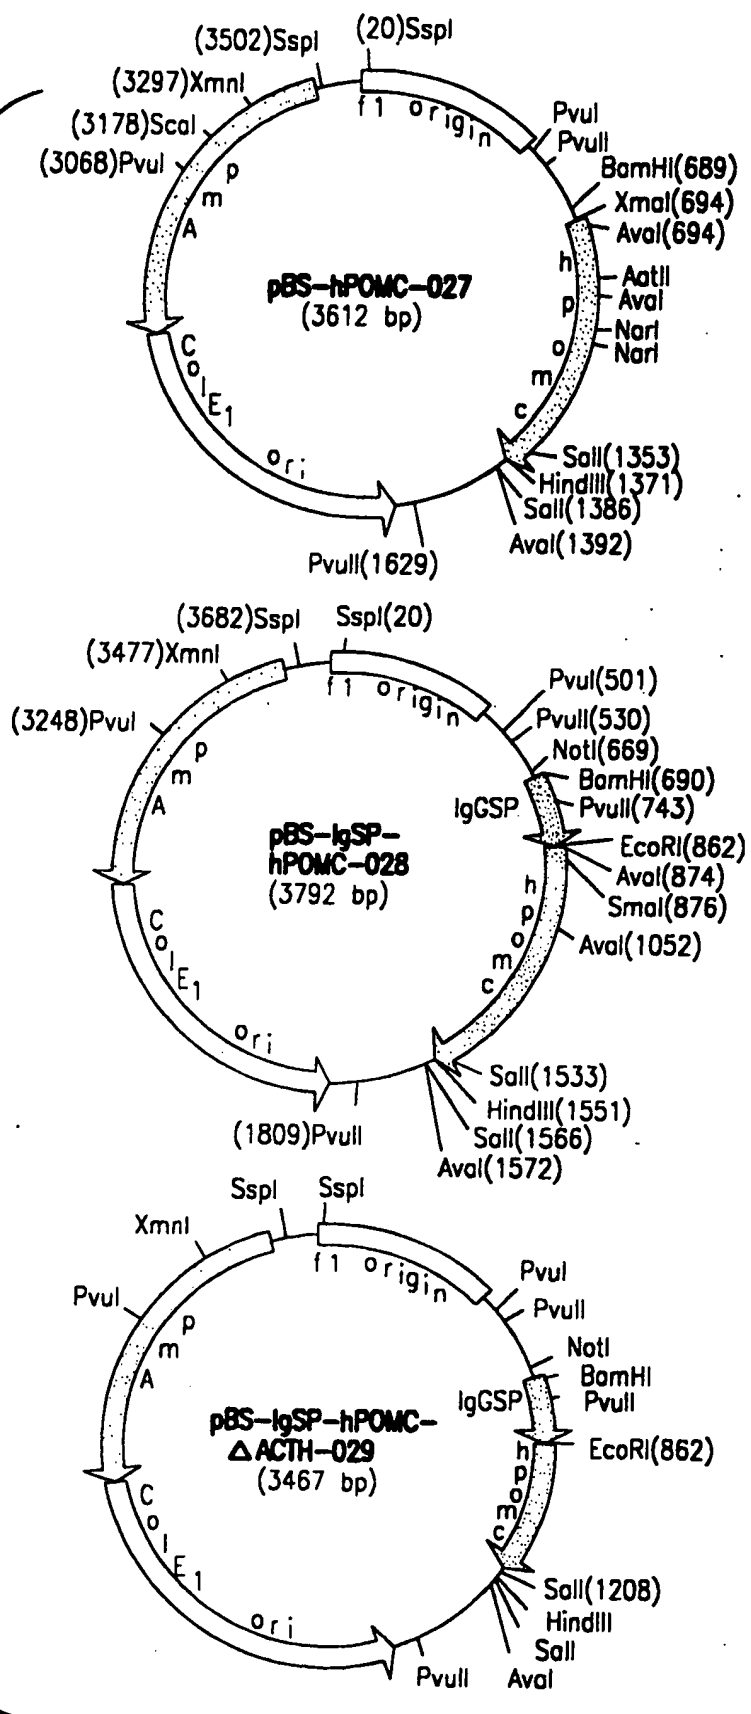 (3502)SspI
(20)SspI
(3297)XmnI
(3178)ScaI
(3068)PvuI
f1 origin
PvuI
PvuII
BamHI(689)
XmaI(694)
AvaI(694)
AatII
AvaI
NarI
NarI
Amp
hpomc
pBS-hPOMC-027
(3612 bp)
ColE1 ori
SalI(1353)
HindIII(1371)
SalI(1386)
AvaI(1392)
PvuII(1629)
(3682)SspI
SspI(20)
(3477)XmnI
(3248)PvuI
f1 origin
PvuI(501)
PvuII(530)
NotI(669)
BamHI(690)
IgGSP
PvuII(743)
EcoRI(862)
AvaI(874)
SmaI(876)
AvaI(1052)
Amp
hpomc
pBS-IgSP-
hPOMC-028
(3792 bp)
ColE1 ori
SalI(1533)
HindIII(1551)
SalI(1566)
AvaI(1572)
(1809)PvuII
SspI
SspI
XmnI
PvuI
f1 origin
PvuI
PvuII
NotI
BamHI
IgGSP
PvuII
EcoRI(862)
Amp
hpomc
pBS-IgSP-hPOMC-
△ACTH-029
(3467 bp)
ColE1 ori
SalI(1208)
HindIII
SalI
AvaI
PvuII